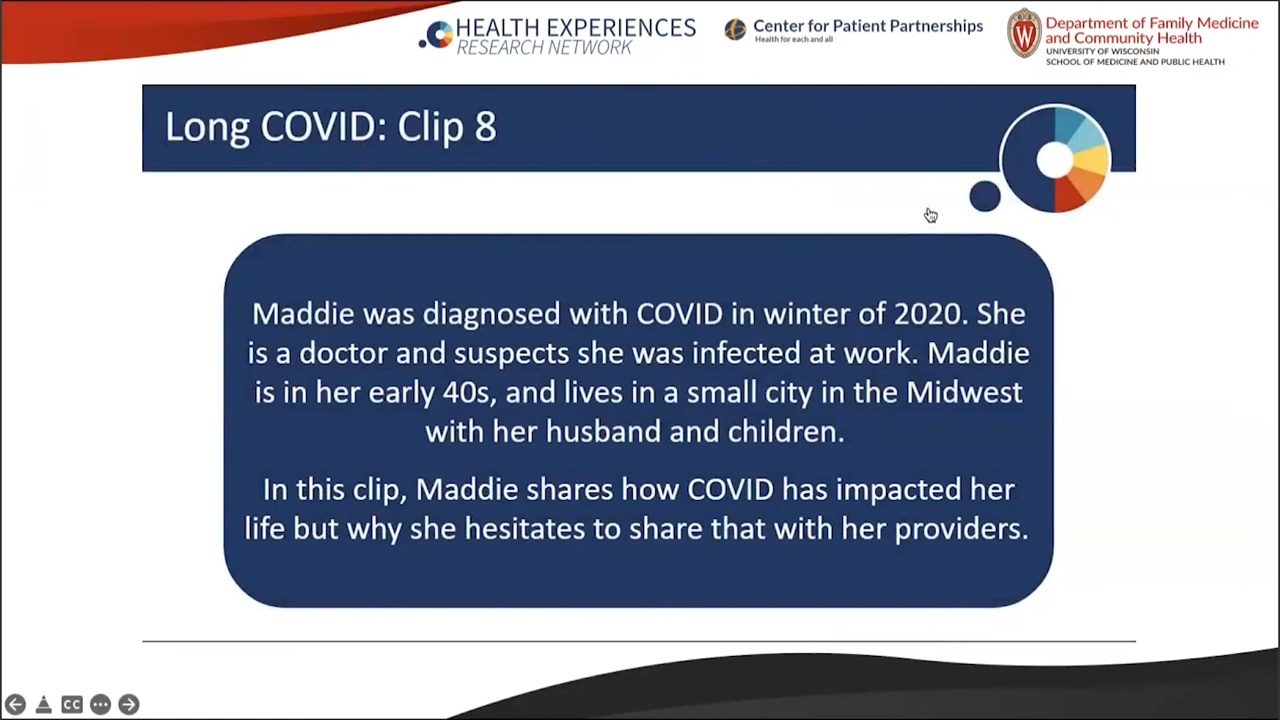 HEALTH EXPERIENCES
RESEARCH NETWORK
Center for Patient Partnerships
Health for each and all
W
Department of Family Medicine
and Community Health
UNIVERSITY OF WISCONSIN
SCHOOL OF MEDICINE AND PUBLIC HEALTH
Long COVID: Clip 8
Maddie was diagnosed with COVID in winter of 2020. She
is a doctor and suspects she was infected at work. Maddie
is in her early 40s, and lives in a small city in the Midwest
with her husband and children.
In this clip, Maddie shares how COVID has impacted her
life but why she hesitates to share that with her providers.
CC